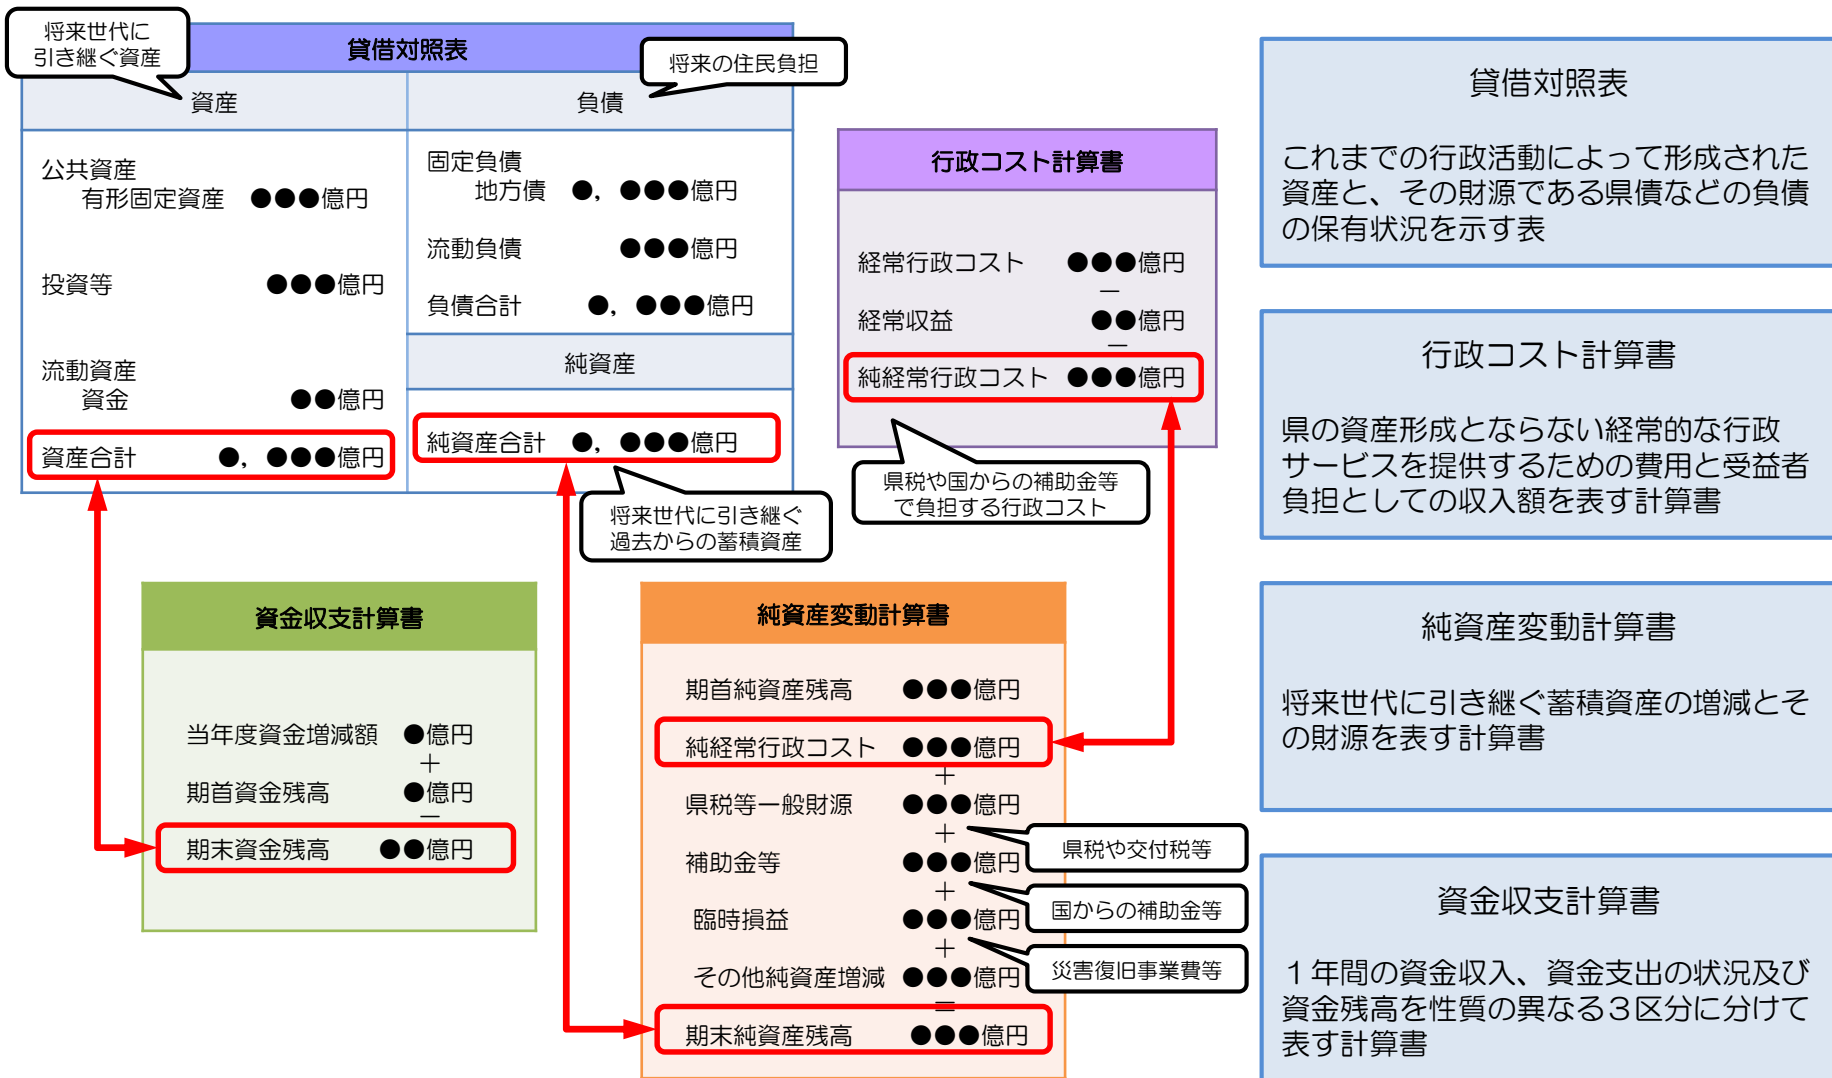 将来世代に
引き継ぐ資産
貸借対照表
将来の住民負担
資産
負債
公共資産
有形固定資産 ●●●億円
投資等 ●●●億円
流動資産
資金 ●●億円
資産合計 ●，●●●億円
固定負債
地方債 ●，●●●億円
流動負債 ●●●億円
負債合計 ●，●●●億円
純資産
純資産合計 ●，●●●億円
将来世代に引き継ぐ
過去からの蓄積資産
行政コスト計算書
経常行政コスト ●●●億円
－
経常収益 ●●億円
＝
純経常行政コスト ●●●億円
県税や国からの補助金等
で負担する行政コスト
資金収支計算書
当年度資金増減額 ●億円
＋
期首資金残高 ●億円
＝
期末資金残高 ●●億円
純資産変動計算書
期首純資産残高 ●●●億円
純経常行政コスト ●●●億円
＋
県税等一般財源 ●●●億円
＋
県税や交付税等
補助金等 ●●●億円
＋
国からの補助金等
臨時損益 ●●●億円
＋
災害復旧事業費等
その他純資産増減 ●●●億円
＝
期末純資産残高 ●●●億円
貸借対照表
これまでの行政活動によって形成された
資産と、その財源である県債などの負債
の保有状況を示す表
行政コスト計算書
県の資産形成とならない経常的な行政
サービスを提供するための費用と受益者
負担としての収入額を表す計算書
純資産変動計算書
将来世代に引き継ぐ蓄積資産の増減とそ
の財源を表す計算書
資金収支計算書
１年間の資金収入、資金支出の状況及び
資金残高を性質の異なる３区分に分けて
表す計算書